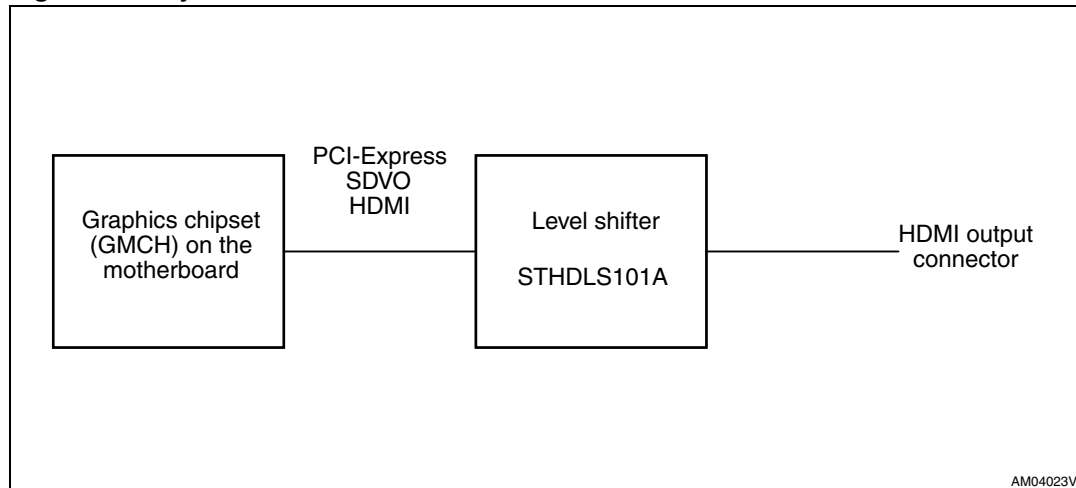 PCI-Express
SDVO
HDMI
Graphics chipset
(GMCH) on the
motherboard
Level shifter
STHDLS101A
HDMI output
connector
AM04023V